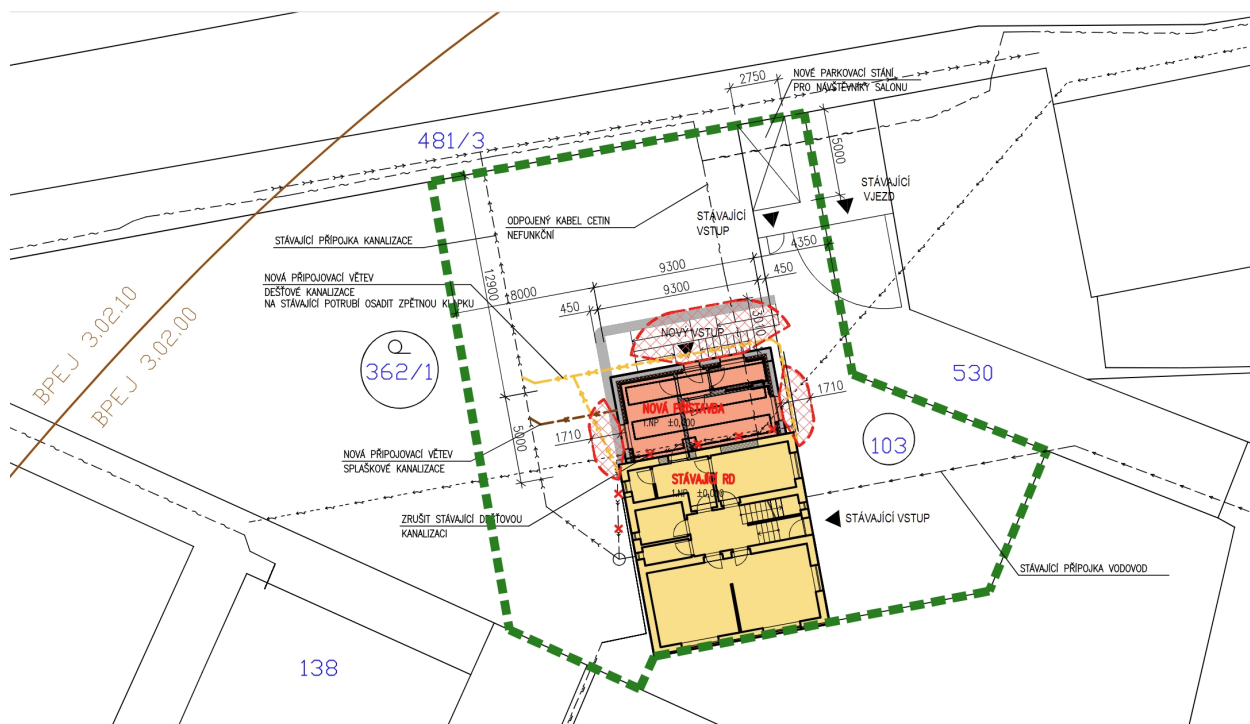 2750
NOVÉ PARKOVACÍ STÁNÍ
PRO NÁVŠTĚVNÍKY SALONU
481/3
5000
STÁVAJÍCÍ
VJEZD
STÁVAJÍCÍ
VSTUP
ODPOJENÝ KABEL CETIN
NEFUNKČNÍ
STÁVAJÍCÍ PŘÍPOJKA KANALIZACE
4350
9300
450
9300
450
12900
8000
NOVÁ PŘIPOJOVACÍ VĚTEV
DEŠŤOVÉ KANALIZACE
NA STÁVAJÍCÍ POTRUBÍ OSADIT ZPĚTNOU KLAPKU
3010
NOVÝ VSTUP
BPEJ 3.02.10
BPEJ 3.02.00
362/1
530
1710
NOVÁ PŘÍSTAVBA
1.NP ±0,000
1710
103
5000
NOVÁ PŘIPOJOVACÍ VĚTEV
SPLAŠKOVÉ KANALIZACE
STÁVAJÍCÍ RD
1.NP ±0,000
ZRUŠIT STÁVAJÍCÍ DEŠŤOVOU
KANALIZACI
STÁVAJÍCÍ VSTUP
STÁVAJÍCÍ PŘÍPOJKA VODOVOD
138